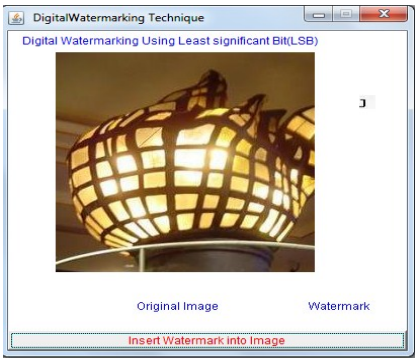 DigitalWatermarking Technique
Digital Watermarking Using Least significant Bit(LSB)
J
Original Image
Watermark
Insert Watermark into Image